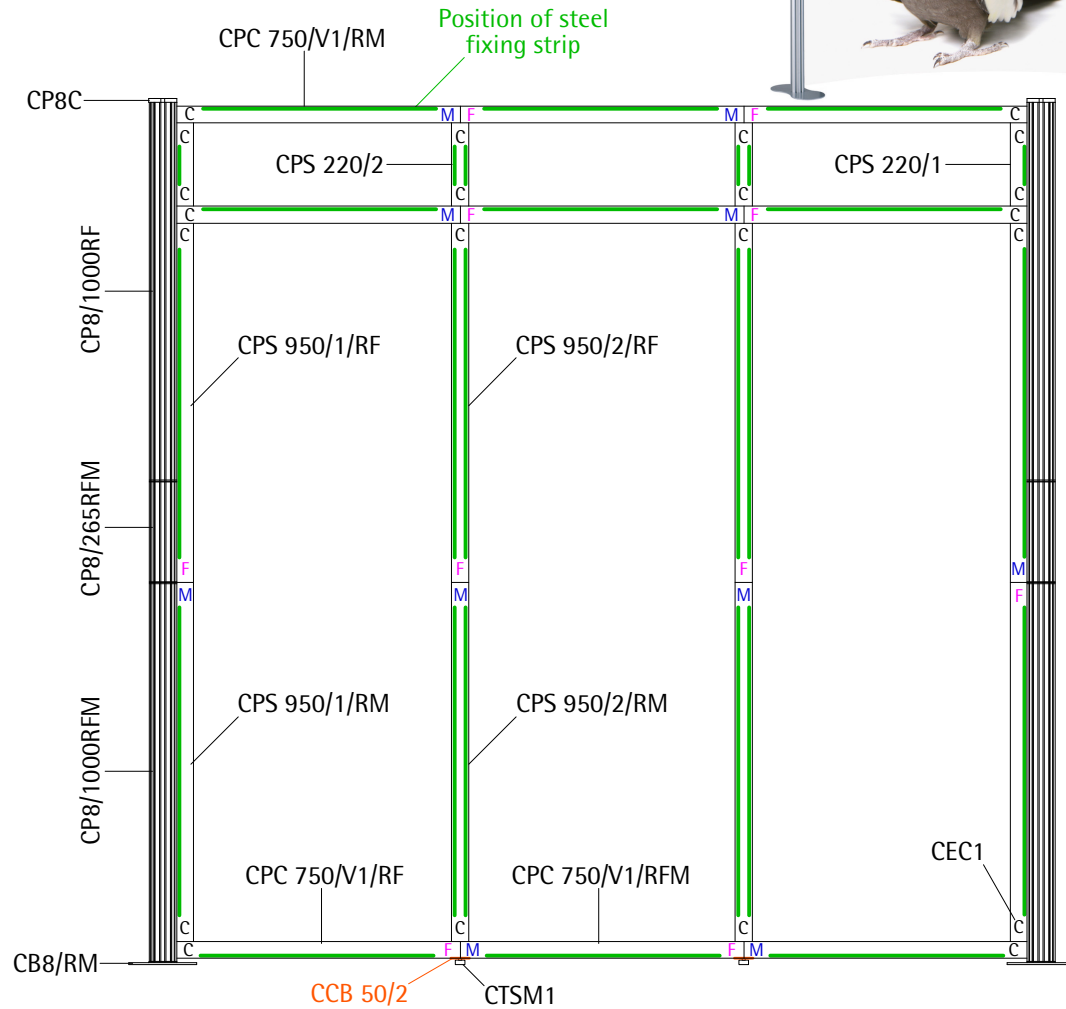 Position of steel
fixing strip
CPC 750/V1/RM
CP8C
C M F M F C
C C C C
CPS 220/2
CPS 220/1
C C C C
C M F M F C
C C C C
CP8/1000RF
CPS 950/1/RF
CPS 950/2/RF
CP8/265RFM
F F F M
M M M F
CPS 950/1/RM
CPS 950/2/RM
CP8/1000RFM
CEC1
CPC 750/V1/RF
CPC 750/V1/RFM
C C C C
C F M F M C
CB8/RM
CCB 50/2
CTSM1